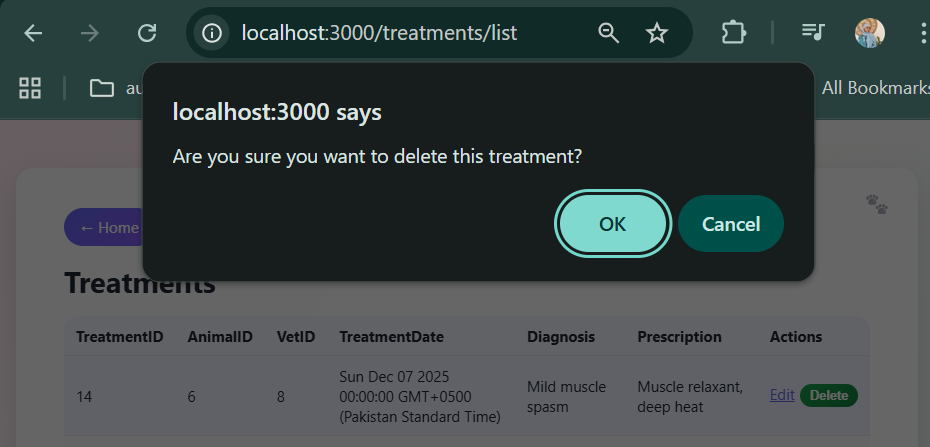 localhost:3000/treatments/list
au
All Bookmarks
localhost:3000 says
Are you sure you want to delete this treatment?
OK Cancel
← Home
Treatments
TreatmentID AnimalID VetID TreatmentDate Diagnosis Prescription Actions
14 6 8 Sun Dec 07 2025 00:00:00 GMT+0500 (Pakistan Standard Time) Mild muscle spasm Muscle relaxant, deep heat Edit Delete